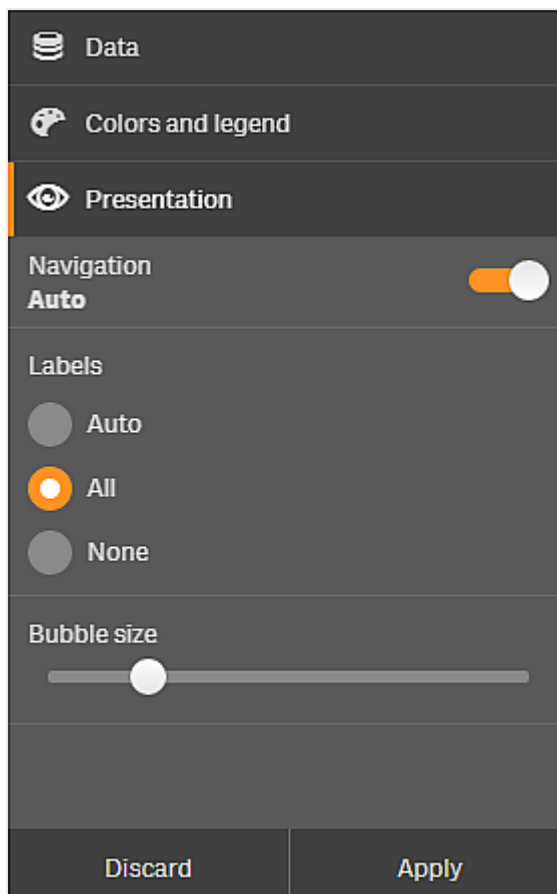 Data
Colors and legend
Presentation
Navigation
Auto
Labels
Auto
All
None
Bubble size
Discard
Apply